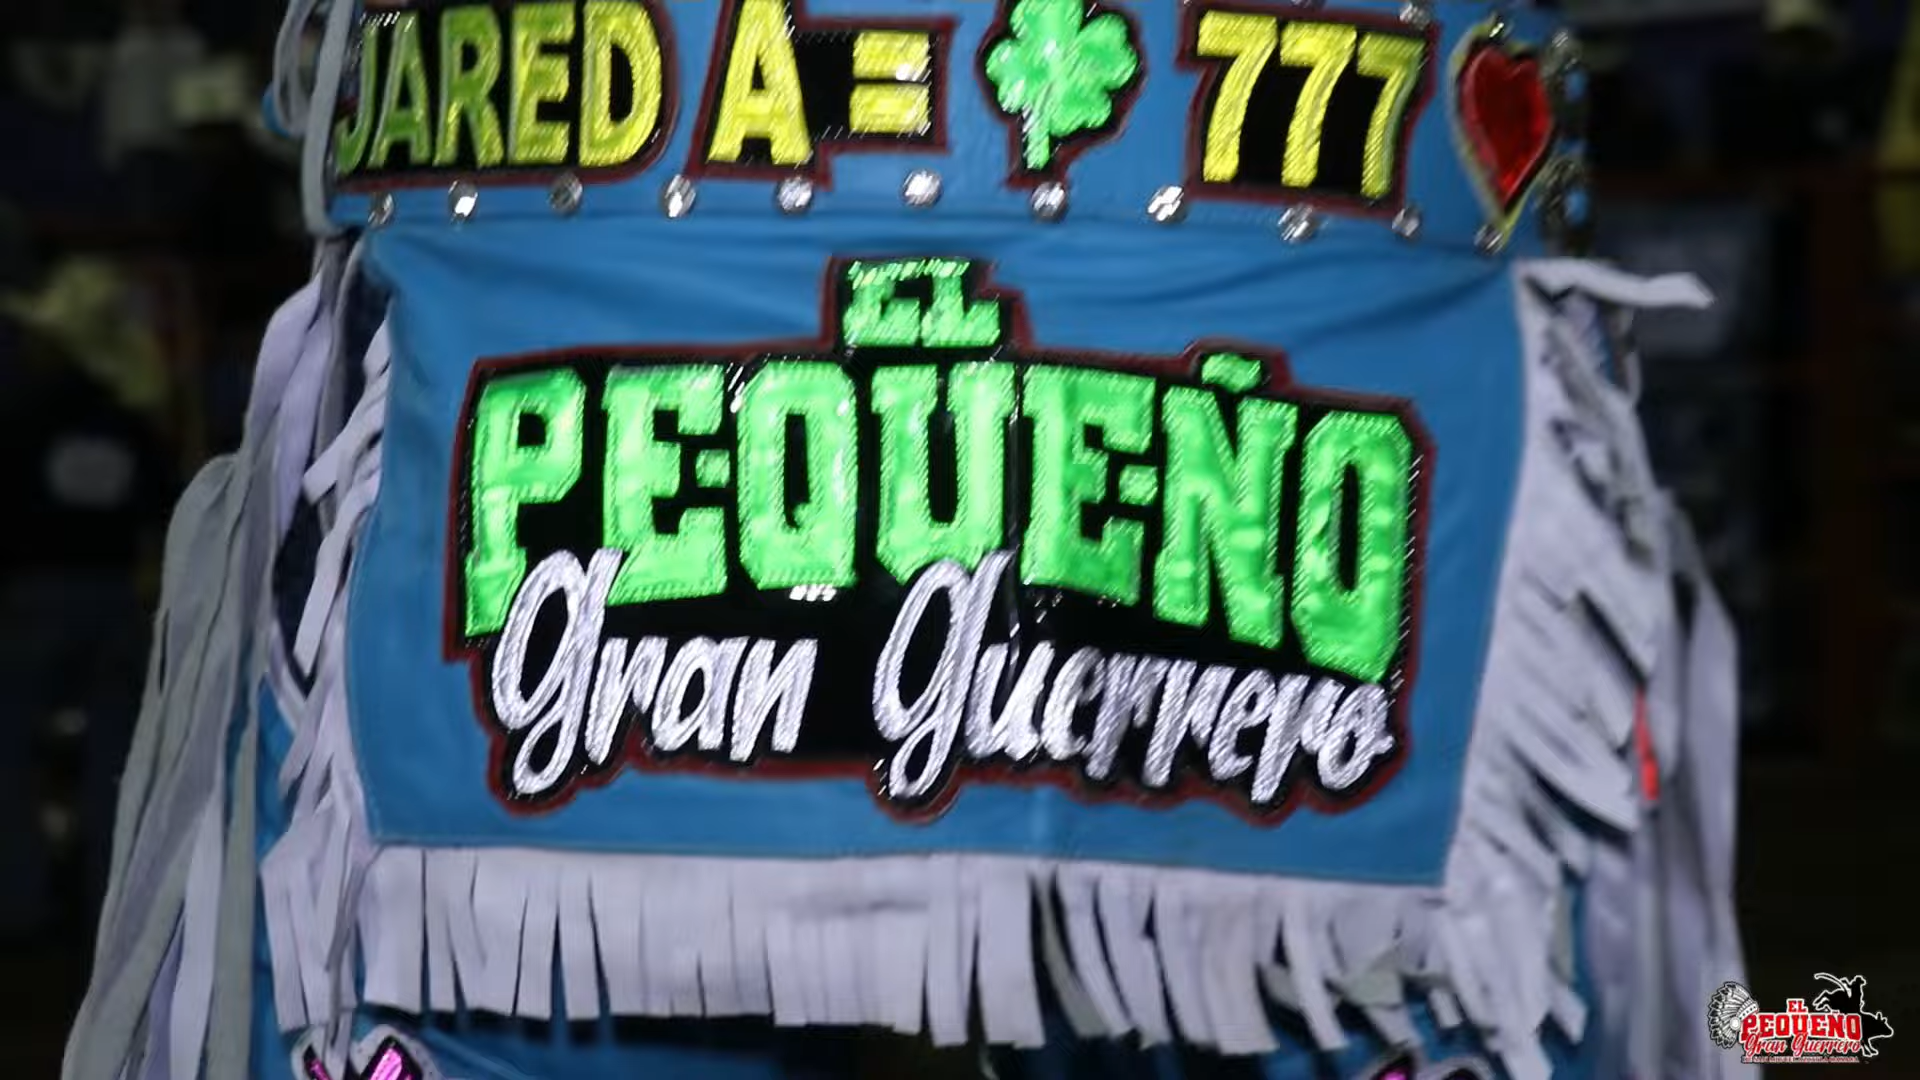 JARED A = 777
EL
PEQUEÑO
Gran Guerrero
EL
PEQUEÑO
Gran Guerrero